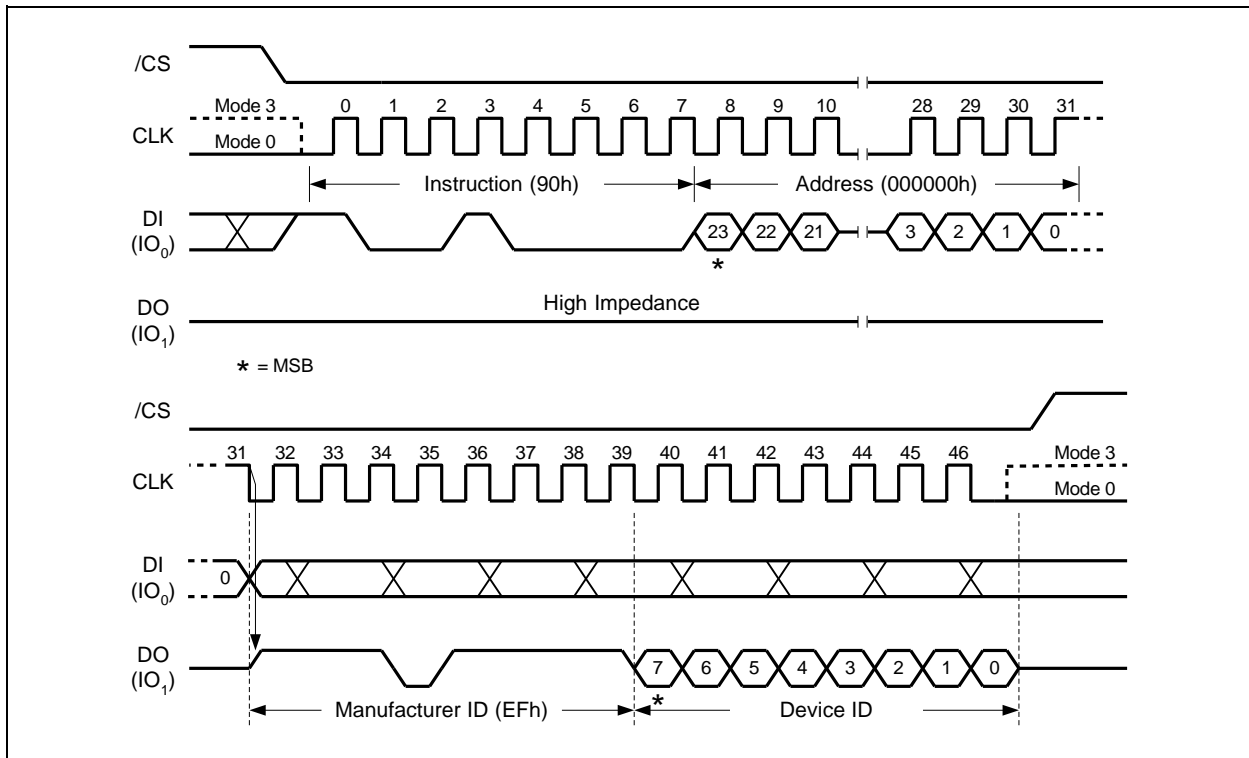 /CS
Mode 3
0 1 2 3 4 5 6 7 8 9 10 28 29 30 31
CLK
Mode 0
Instruction (90h) Address (000000h)
DI
(IO0)
23 22 21 3 2 1 0
*
High Impedance
DO
(IO1)
* = MSB
/CS
31 32 33 34 35 36 37 38 39 40 41 42 43 44 45 46
Mode 3
CLK
Mode 0
DI
(IO0)
0
DO
(IO1)
7 6 5 4 3 2 1 0
*
Manufacturer ID (EFh) Device ID